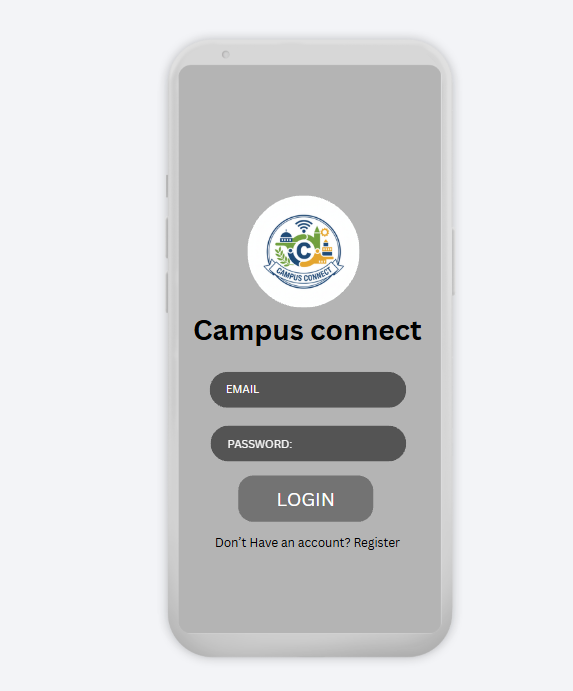 C
CAMPUS CONNECT
Campus connect
EMAIL
PASSWORD:
LOGIN
Don't Have an account? Register